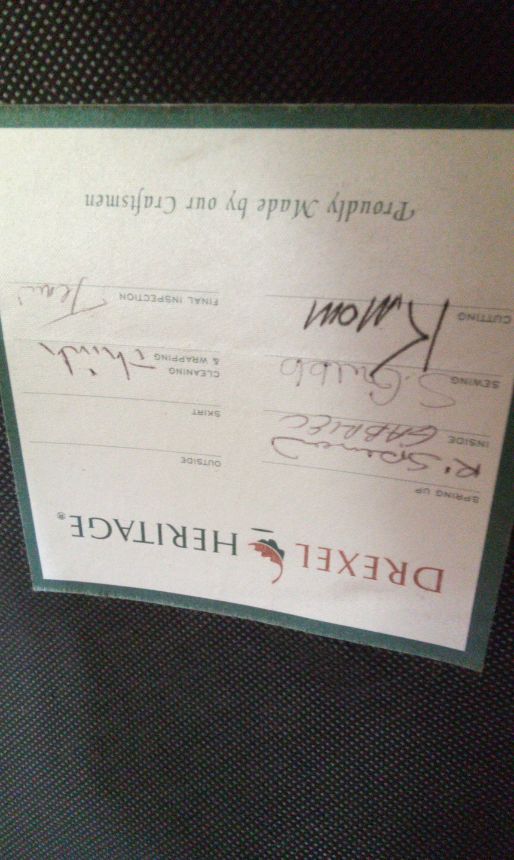 DREXEL HERITAGE®
SPRING UP
OUTSIDE
INSIDE GABRIEL
SKIRT
SEWING S. Grubb
CLEANING
& WRAPPING
CUTTING
FINAL INSPECTION
Proudly Made by our Craftsmen